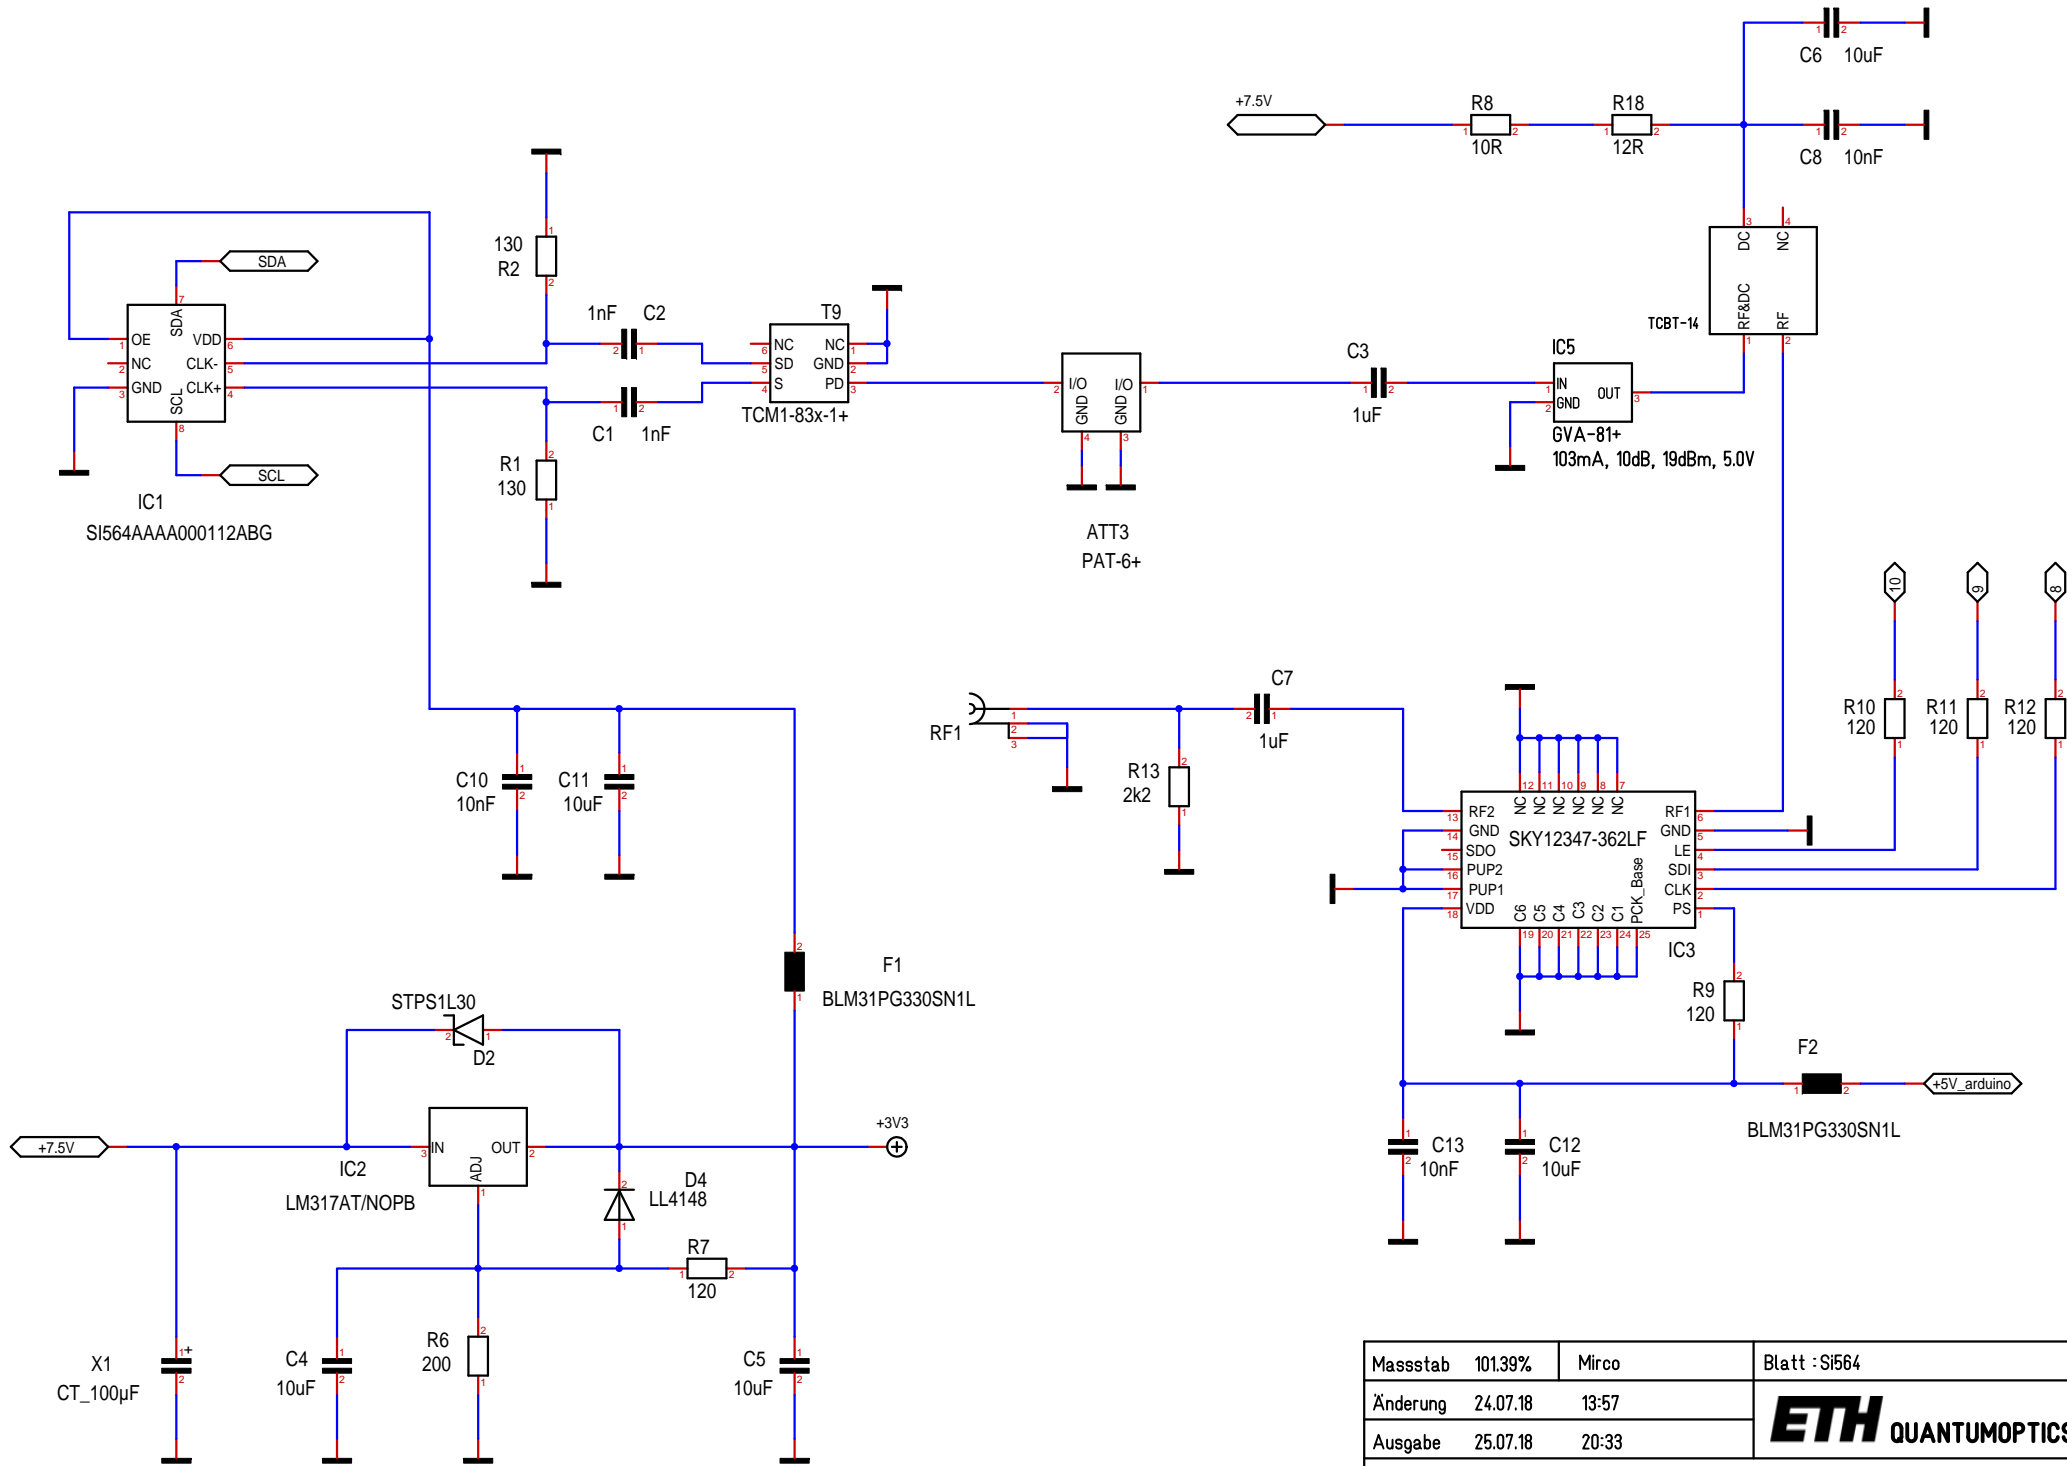 C6 10uF
+7.5V
R8
10R
R18
12R
C8 10nF
130
R2
SDA
1nF C2
T9
OE
NC
GND
SDA
SCL
VDD
CLK-
CLK+
NC
SD
S
NC
GND
PD
TCM1-83x-1+
C1 1nF
R1
130
SCL
IC1
SI564AAAA000112ABG
I/O
GND
I/O
GND
ATT3
PAT-6+
C3
1uF
IC5
IN
GND
OUT
GVA-81+
103mA, 10dB, 19dBm, 5.0V
DC
NC
RF&DC
RF
TCBT-14
10
9
8
R10
120
R11
120
R12
120
RF1
C7
1uF
R13
2k2
NC NC NC NC NC NC
RF2
GND
SDO
PUP2
PUP1
VDD
SKY12347-362LF
RF1
GND
LE
SDI
CLK
PS
C6 C5 C4 C3 C2 C1 PCK_Base
IC3
R9
120
F2
BLM31PG330SN1L
+5V_arduino
C13
10nF
C12
10uF
C10
10nF
C11
10uF
F1
BLM31PG330SN1L
STPS1L30
D2
+7.5V
IC2
LM317AT/NOPB
IN
OUT
ADJ
+3V3
D4
LL4148
R7
120
X1
CT_100µF
C4
10uF
R6
200
C5
10uF
Massstab 101.39% Mirco Blatt : Si564
Änderung 24.07.18 13:57
Ausgabe 25.07.18 20:33
ETH QUANTUMOPTICS